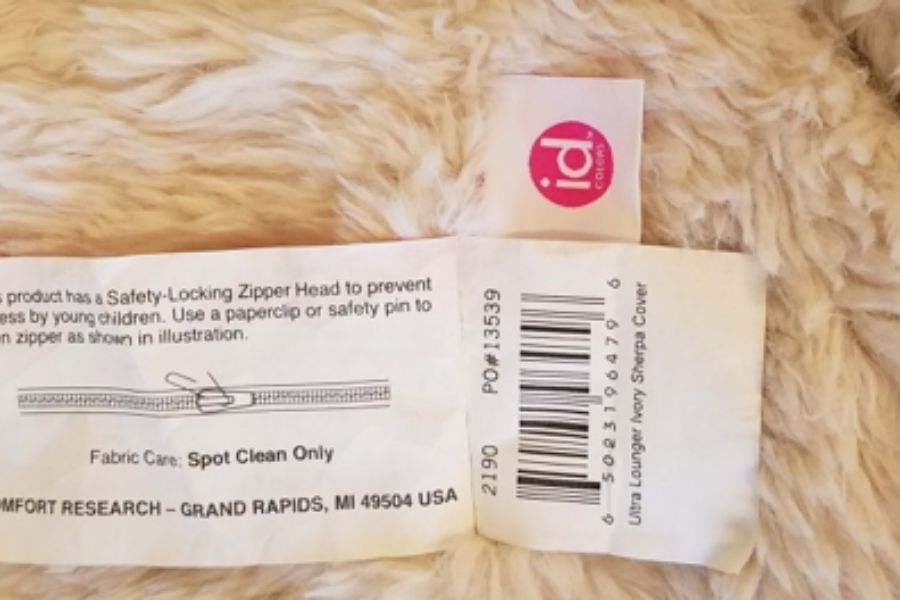 id
COLORS
product has a Safety-Locking Zipper Head to prevent
by young children. Use a paperclip or safety pin to
zipper as shown in illustration.
Fabric Care: Spot Clean Only
RESEARCH – GRAND RAPIDS, MI 49504 USA
2190 PO#13539
6 50231 96479 6
Ultra Lounger Ivory Sherpa Cover